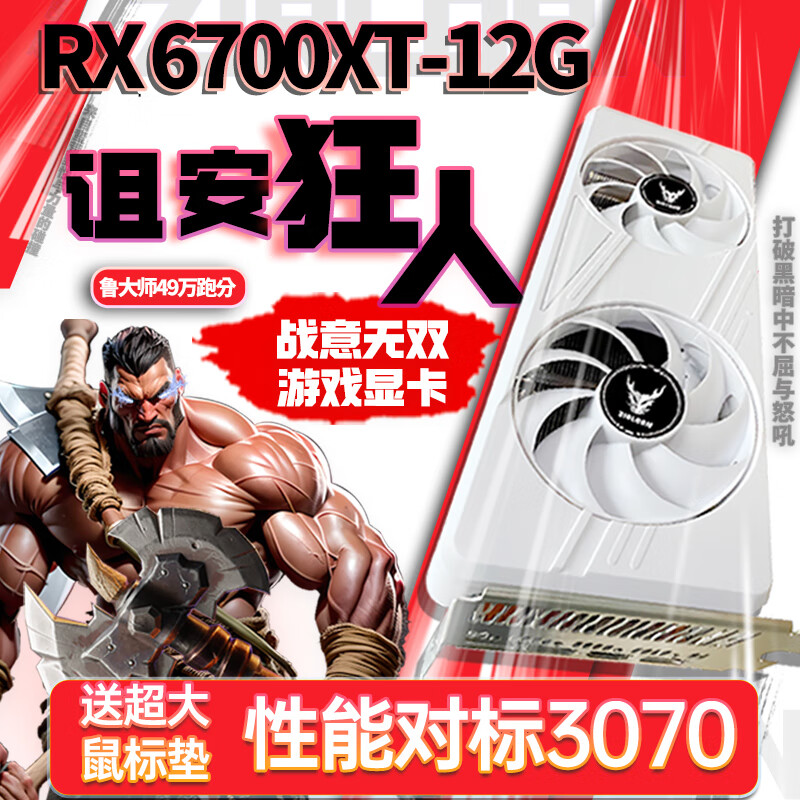 RX 6700XT-12G
诅安狂人
鲁大师49万跑分
战意无双
游戏显卡
打破黑暗中不屈与怒吼
送超大
鼠标垫
性能对标3070